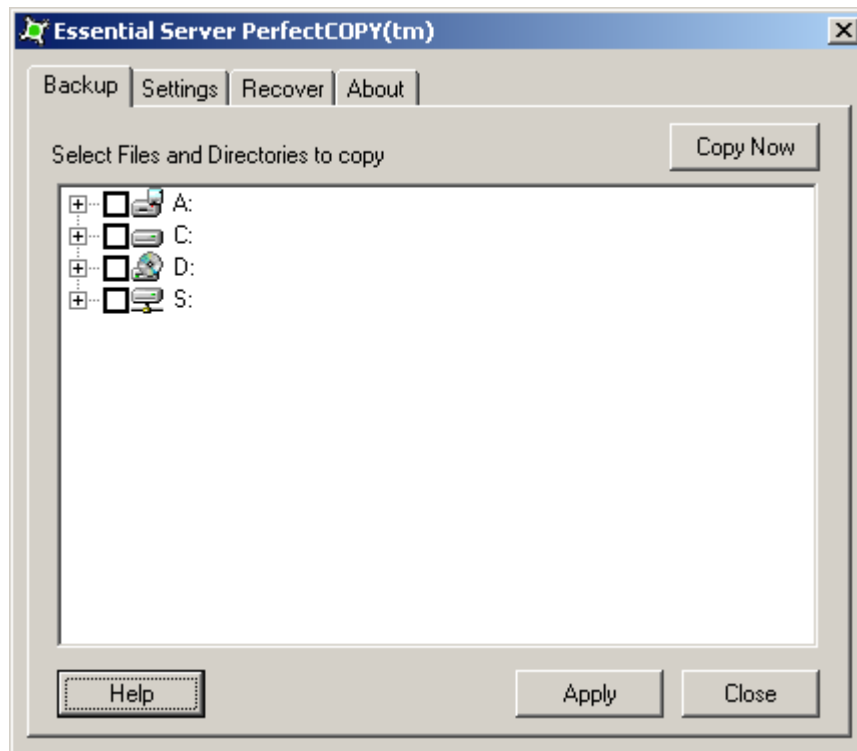 Essential Server PerfectCOPY(tm)
Backup Settings Recover About
Select Files and Directories to copy
Copy Now
A:
C:
D:
S:
Help Apply Close